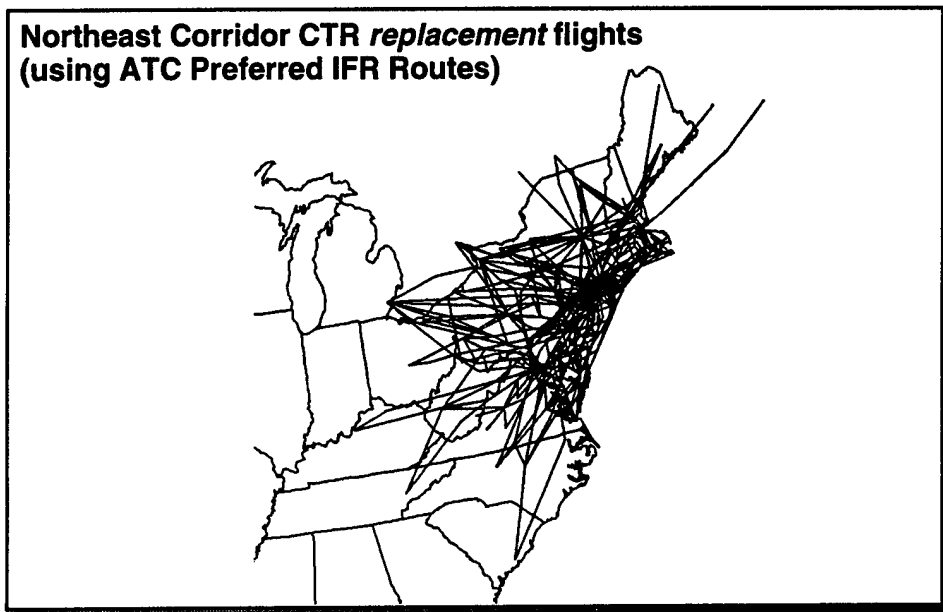 Northeast Corridor CTR replacement flights
(using ATC Preferred IFR Routes)